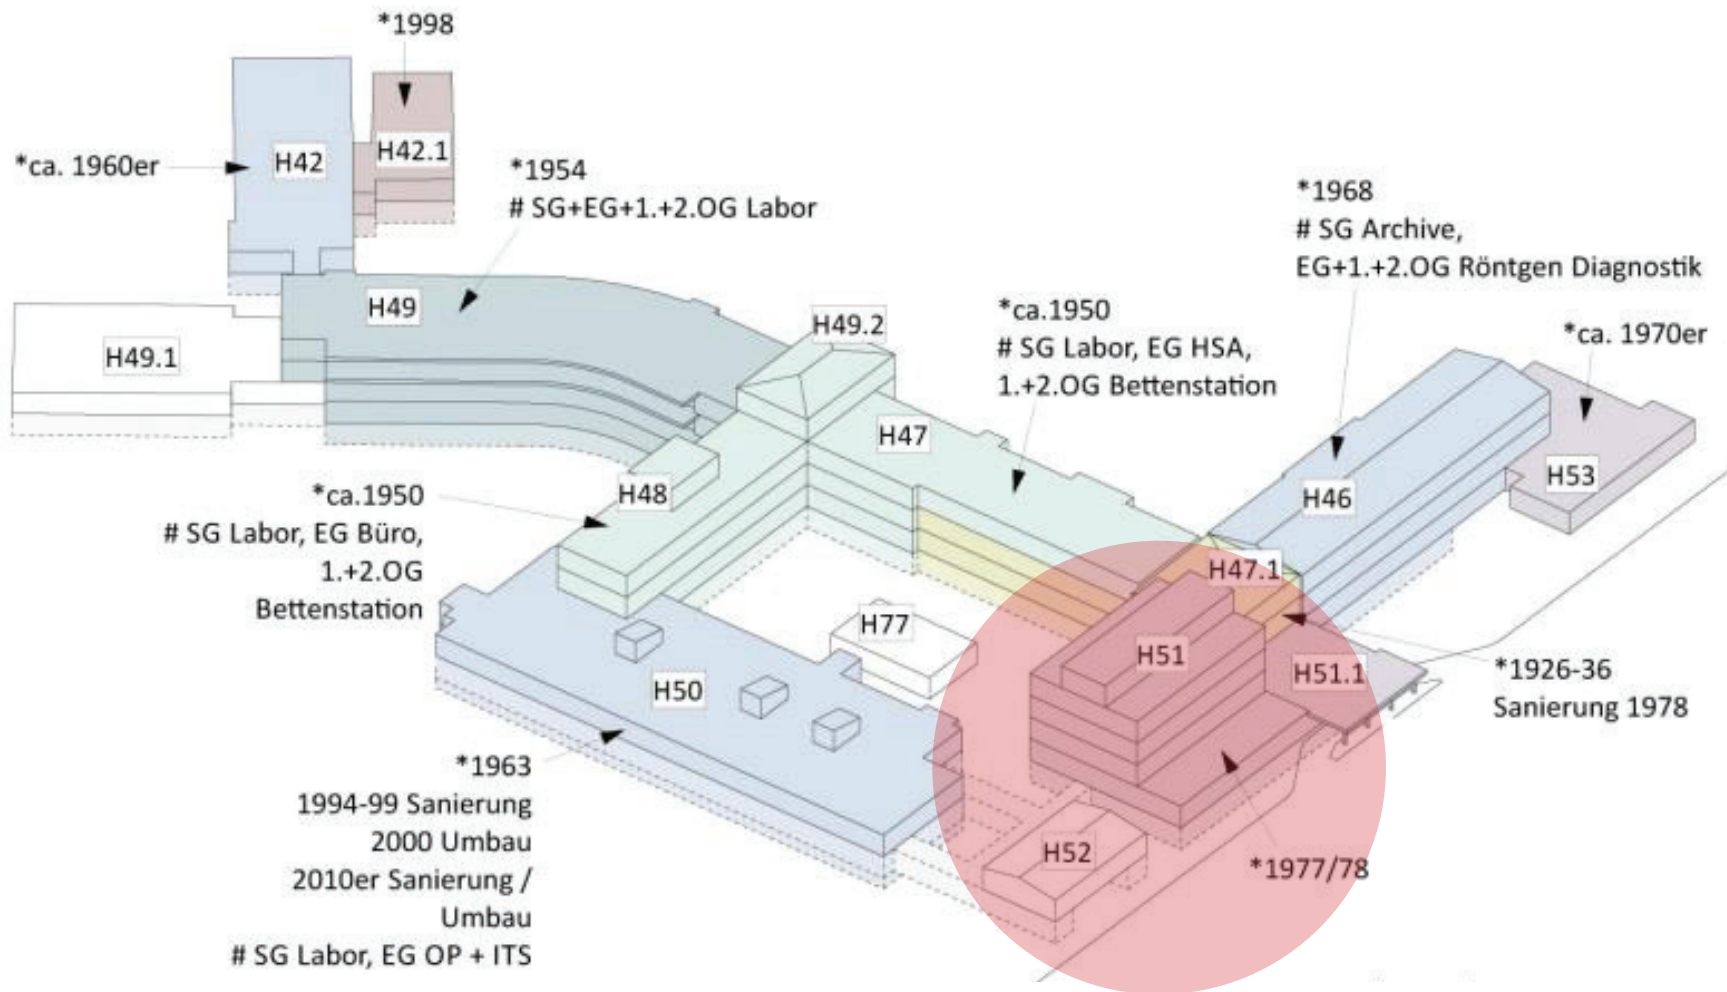 *1998
H42
H42.1
*ca. 1960er
*1954
# SG+EG+1.+2.OG Labor
*1968
# SG Archive,
EG+1.+2.OG Röntgen Diagnostik
H49
H49.1
H49.2
*ca.1950
# SG Labor, EG HSA,
1.+2.OG Bettenstation
*ca. 1970er
H47
H48
H46
H53
*ca.1950
# SG Labor, EG Büro,
1.+2.OG
Bettenstation
H47.1
H77
H51
H51.1
H50
*1926-36
Sanierung 1978
*1963
1994-99 Sanierung
2000 Umbau
2010er Sanierung /
Umbau
# SG Labor, EG OP + ITS
H52
*1977/78